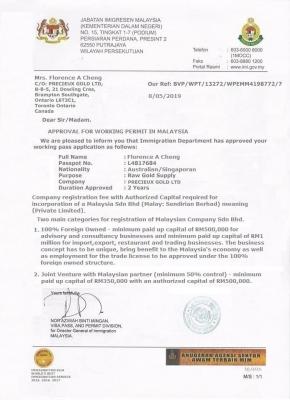 JABATAN IMIGRESEN MALAYSIA
(KEMENTERIAN DALAM NEGERI)
NO. 15, TINGKAT 1-7 (PODIUM)
PERSIARAN PERDANA, PRESINT 2
62550 PUTRAJAYA
WILAYAH PERSEKUTUAN
Telefon : 603-8000 8000
(1MOCC)
Faks : 603-8880 1200
Portal Rasmi : www.imi.gov.my
Mrs. Florence A Cheng
C/O: PRECIEUX GOLD LTD,
8-8-5, 21 Dowling Cres,
Brampton Southgate,
Ontario L6T3C1,
Toronto Ontario
Canada
Our Ref: BVP/WPT/13272/WPEMM4198772/7
8/05/2019
Dear Sir/Madam.
APPROVAL FOR WORKING PERMIT IN MALAYSIA
We are pleased to inform you that Immigration Department has approved your
working pass application as follows:
Full Name : Florence A Cheng
Passpot No. : L4817684
Rationality : Australian/Singaporan
Purpose : Raw Gold Supply
Company : PRECIEUX GOLD LTD
Duration Approved : 2 Years
Company registration fee with Authorized Capital required for
incorporation of a Malaysia Sdn Bhd (Malay: Sendirian Berhad) meaning
(Private Limited).
Two main categories for registration of Malaysian Company Sdn Bhd.
1. 100% Foreign Owned - minimum paid up capital of RM500,000 for
advisory and consultancy businesses and minimum paid up capital of RM1
million for import,export, restaurant and trading businesses. The business
concept has to be unique, bring benefit to the Malaysia's economy as well
as employment for the trade license to be approved under the 100%
foreign owned structure.
2. Joint Venture with Malaysian partner (minimum 50% control) - minimum
paid up capital of RM350,000 with an authorized capital of RM500,000.
Yours faithfully
NORAZWAH BINTI MINGAN,
VISA,PASS, AND PERMIT DIVISION,
for Director General of Immigration
MALAYSIA.
ANUGERAH AGENSI SEKTOR
AWAM TERBAIK MIM
M/S : 1/1